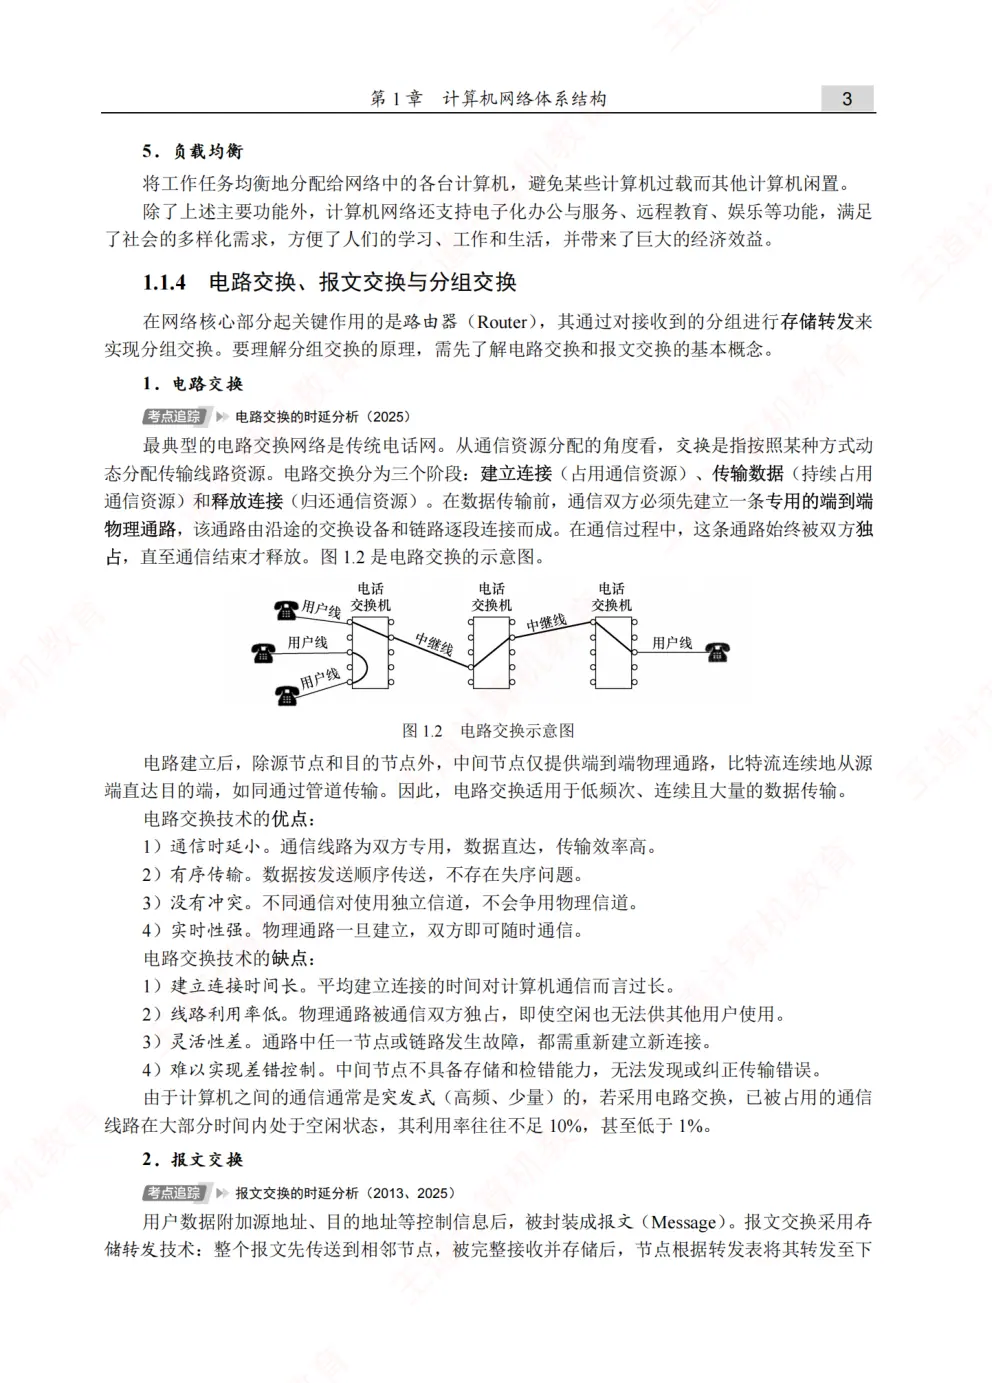 第 1 章 计算机网络体系结构 3
5．负载均衡
将工作任务均衡地分配给网络中的各台计算机，避免某些计算机过载而其他计算机闲置。
除了上述主要功能外，计算机网络还支持电子化办公与服务、远程教育、娱乐等功能，满足
了社会的多样化需求，方便了人们的学习、工作和生活，并带来了巨大的经济效益。
1.1.4 电路交换、报文交换与分组交换
在网络核心部分起关键作用的是路由器（Router），其通过对接收到的分组进行存储转发来
实现分组交换。要理解分组交换的原理，需先了解电路交换和报文交换的基本概念。
1．电路交换
考点追踪 电路交换的时延分析（2025）
最典型的电路交换网络是传统电话网。从通信资源分配的角度看，交换是指按照某种方式动
态分配传输线路资源。电路交换分为三个阶段：建立连接（占用通信资源）、传输数据（持续占用
通信资源）和释放连接（归还通信资源）。在数据传输前，通信双方必须先建立一条专用的端到端
物理通路，该通路由沿途的交换设备和链路逐段连接而成。在通信过程中，这条通路始终被双方独
占，直至通信结束才释放。图 1.2 是电路交换的示意图。
电话 电话 电话
交换机 交换机 交换机
用户线
中继线
用户线 中继线 用户线
用户线
图 1.2 电路交换示意图
电路建立后，除源节点和目的节点外，中间节点仅提供端到端物理通路，比特流连续地从源
端直达目的端，如同通过管道传输。因此，电路交换适用于低频次、连续且大量的数据传输。
电路交换技术的优点：
1）通信时延小。通信线路为双方专用，数据直达，传输效率高。
2）有序传输。数据按发送顺序传送，不存在失序问题。
3）没有冲突。不同通信对使用独立信道，不会争用物理信道。
4）实时性强。物理通路一旦建立，双方即可随时通信。
电路交换技术的缺点：
1）建立连接时间长。平均建立连接的时间对计算机通信而言过长。
2）线路利用率低。物理通路被通信双方独占，即使空闲也无法供其他用户使用。
3）灵活性差。通路中任一节点或链路发生故障，都需重新建立新连接。
4）难以实现差错控制。中间节点不具备存储和检错能力，无法发现或纠正传输错误。
由于计算机之间的通信通常是突发式（高频、少量）的，若采用电路交换，已被占用的通信
线路在大部分时间内处于空闲状态，其利用率往往不足 10%，甚至低于 1%。
2．报文交换
考点追踪 报文交换的时延分析（2013、2025）
用户数据附加源地址、目的地址等控制信息后，被封装成报文（Message）。报文交换采用存
储转发技术：整个报文先传送到相邻节点，被完整接收并存储后，节点根据转发表将其转发至下